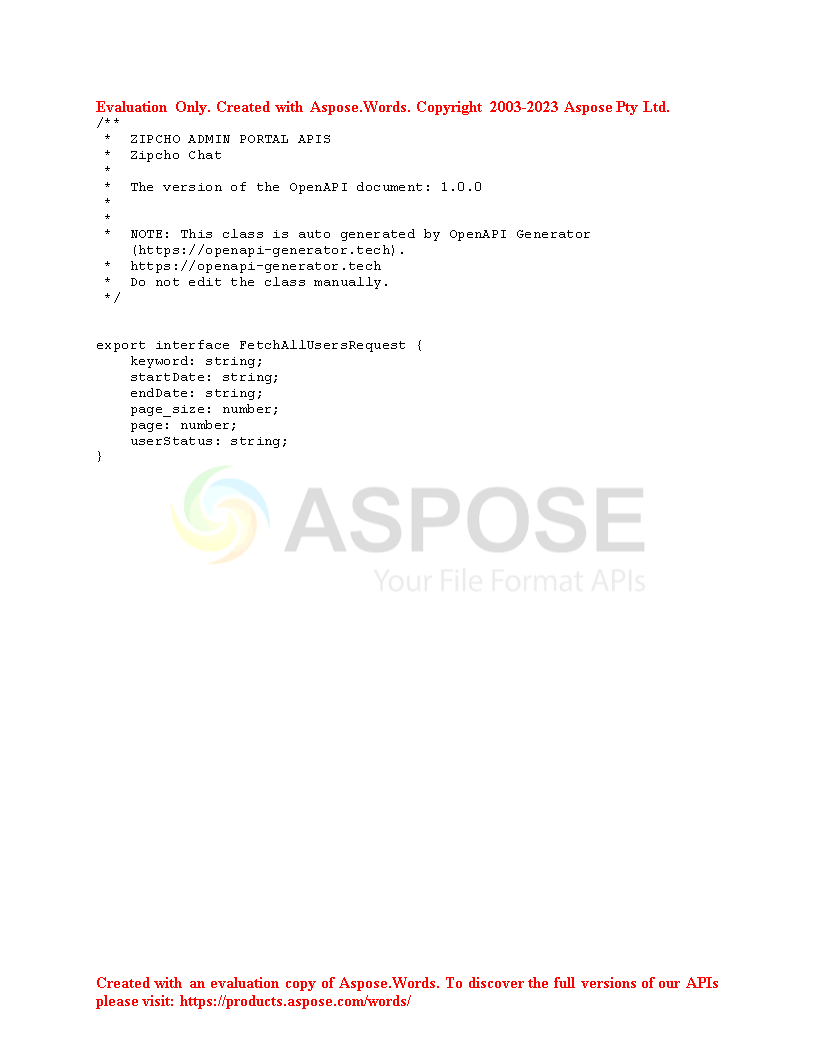 Evaluation Only. Created with Aspose.Words. Copyright 2003-2023 Aspose Pty Ltd.
/**
 *  ZIPCHO ADMIN PORTAL APIS
 *  Zipcho Chat
 *
 *  The version of the OpenAPI document: 1.0.0
 *
 *
 *  NOTE: This class is auto generated by OpenAPI Generator
    (https://openapi-generator.tech).
 *  https://openapi-generator.tech
 *  Do not edit the class manually.
 */
export interface FetchAllUsersRequest {
    keyword: string;
    startDate: string;
    endDate: string;
    page_size: number;
    page: number;
    userStatus: string;
}
ASPOSE
Your File Format APIs
Created with an evaluation copy of Aspose.Words. To discover the full versions of our APIs
please visit: https://products.aspose.com/words/